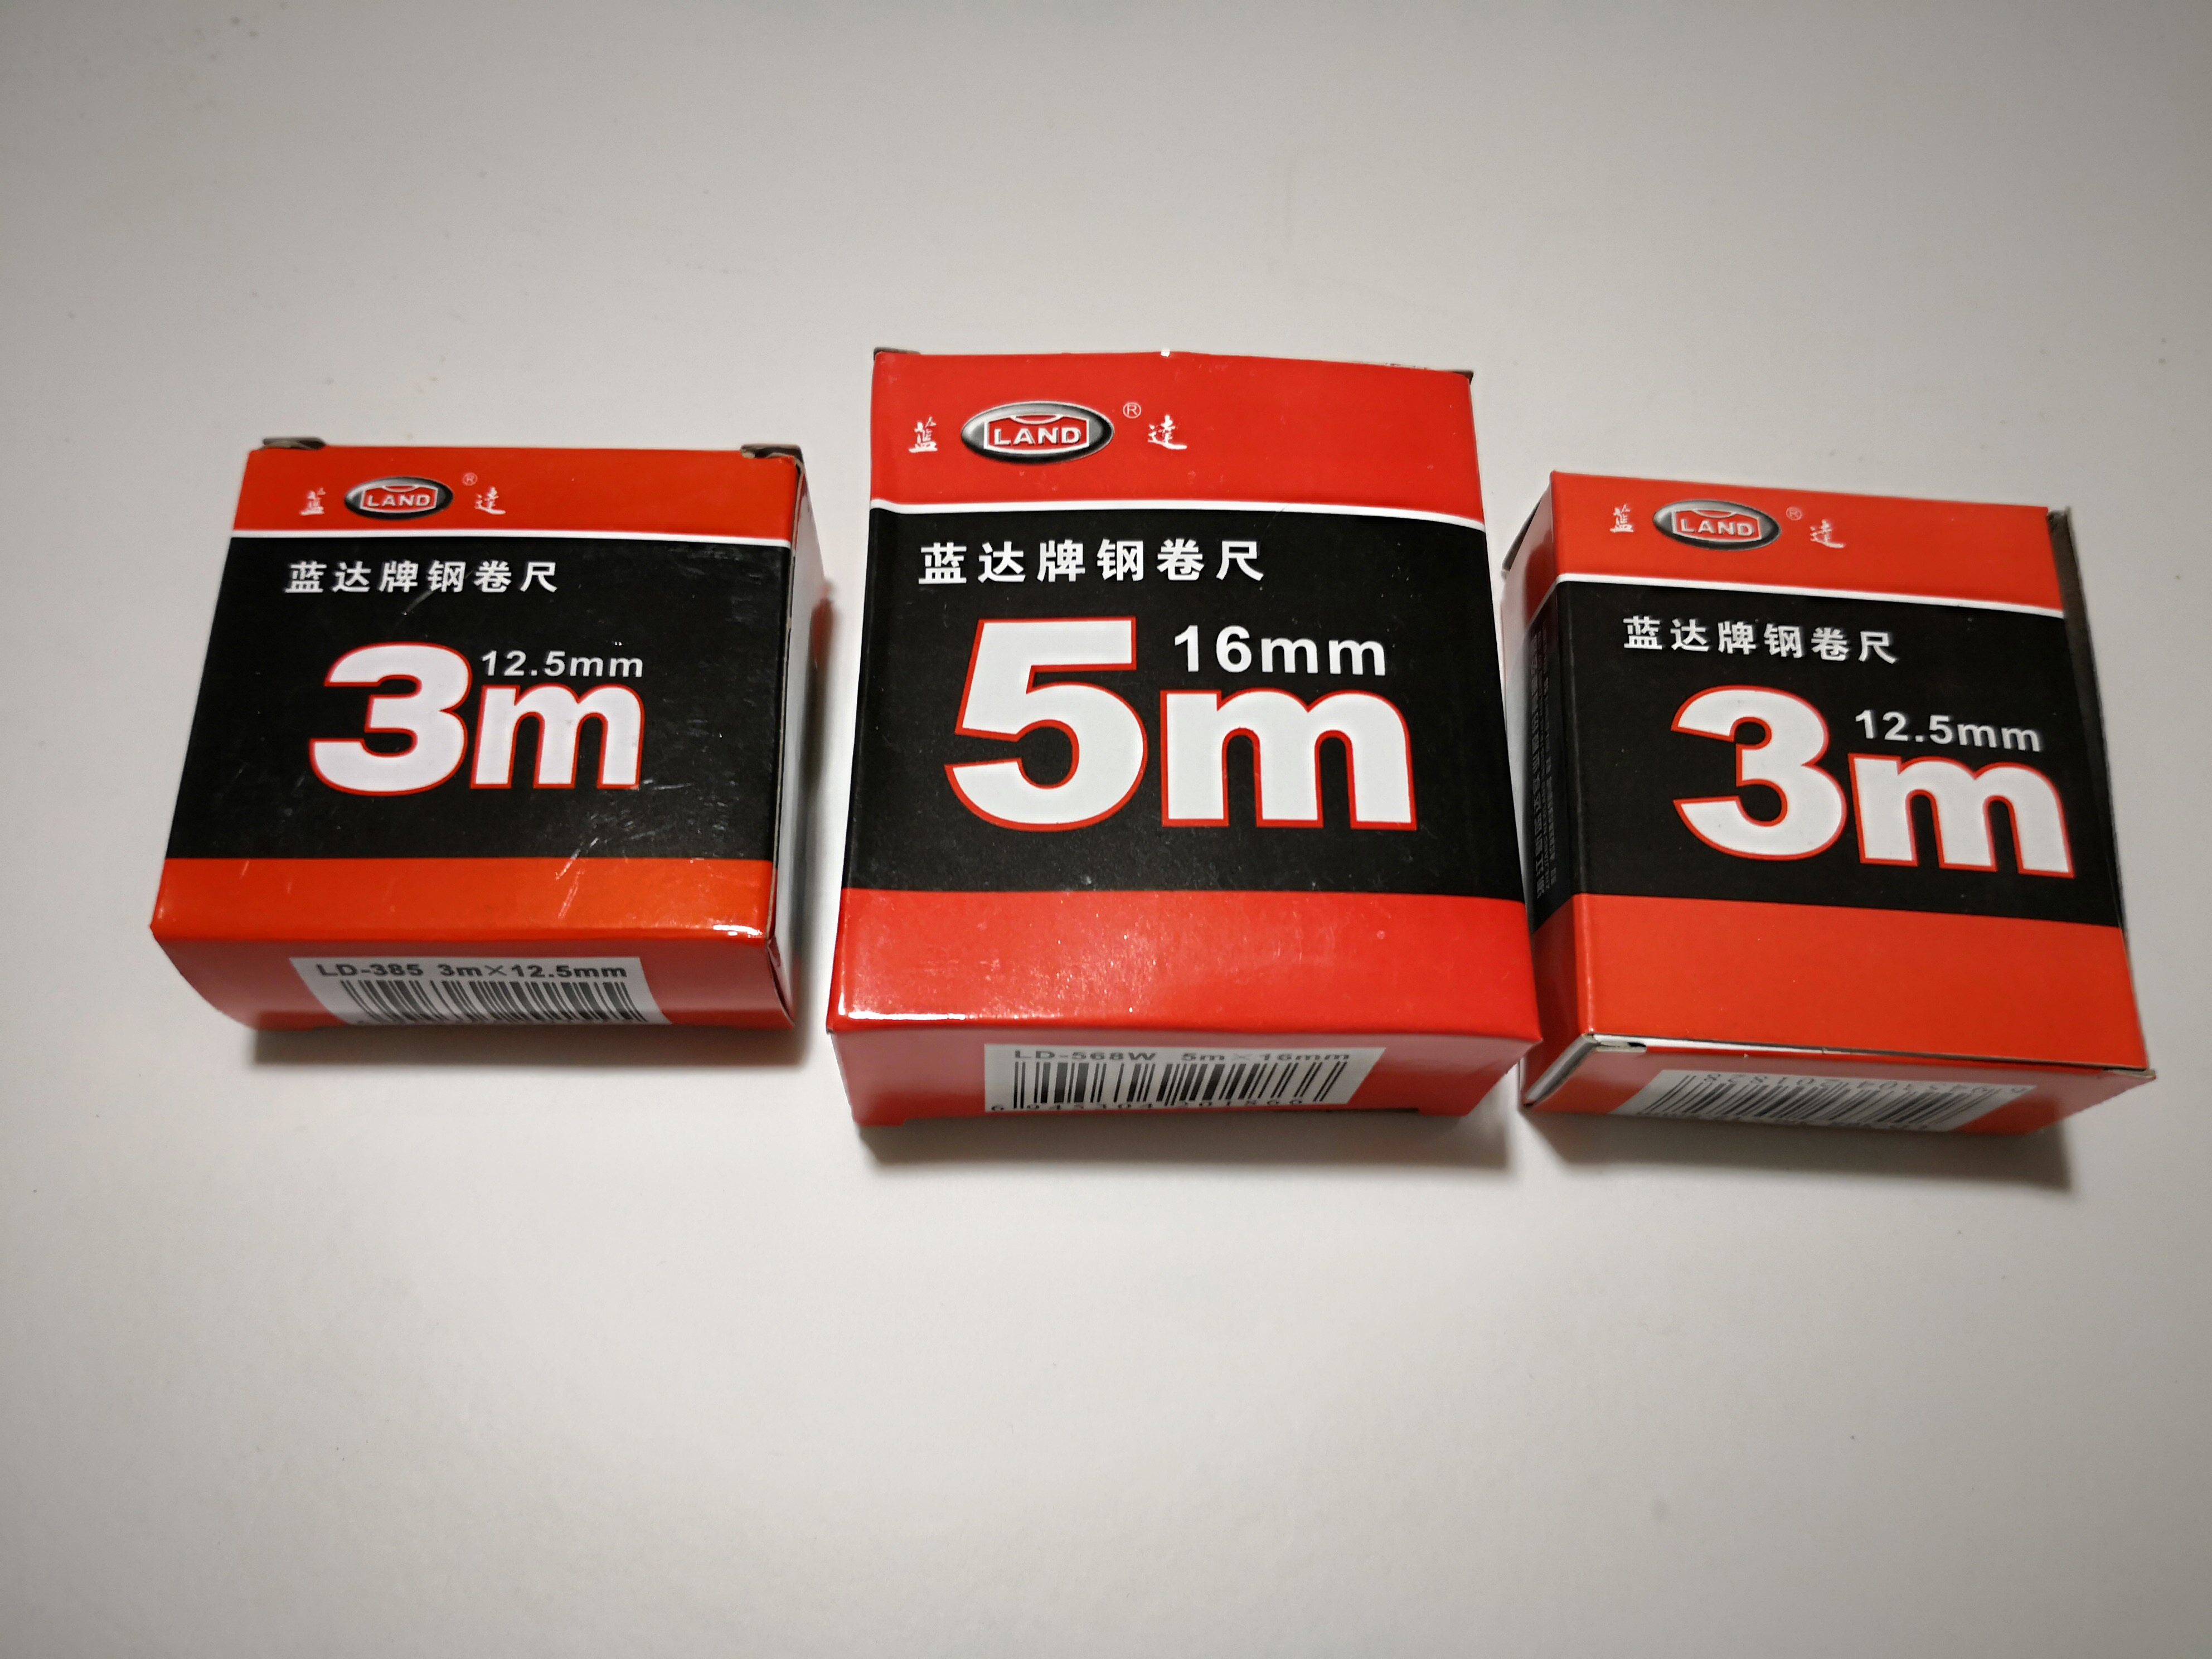 蓝 LAND ® 達
蓝达牌钢卷尺
12.5mm
3m
LD-385 3m×12.5mm
蓝 LAND ® 達
蓝达牌钢卷尺
16mm
5m
LD-568W 5m×16mm
蓝 LAND ® 達
蓝达牌钢卷尺
12.5mm
3m